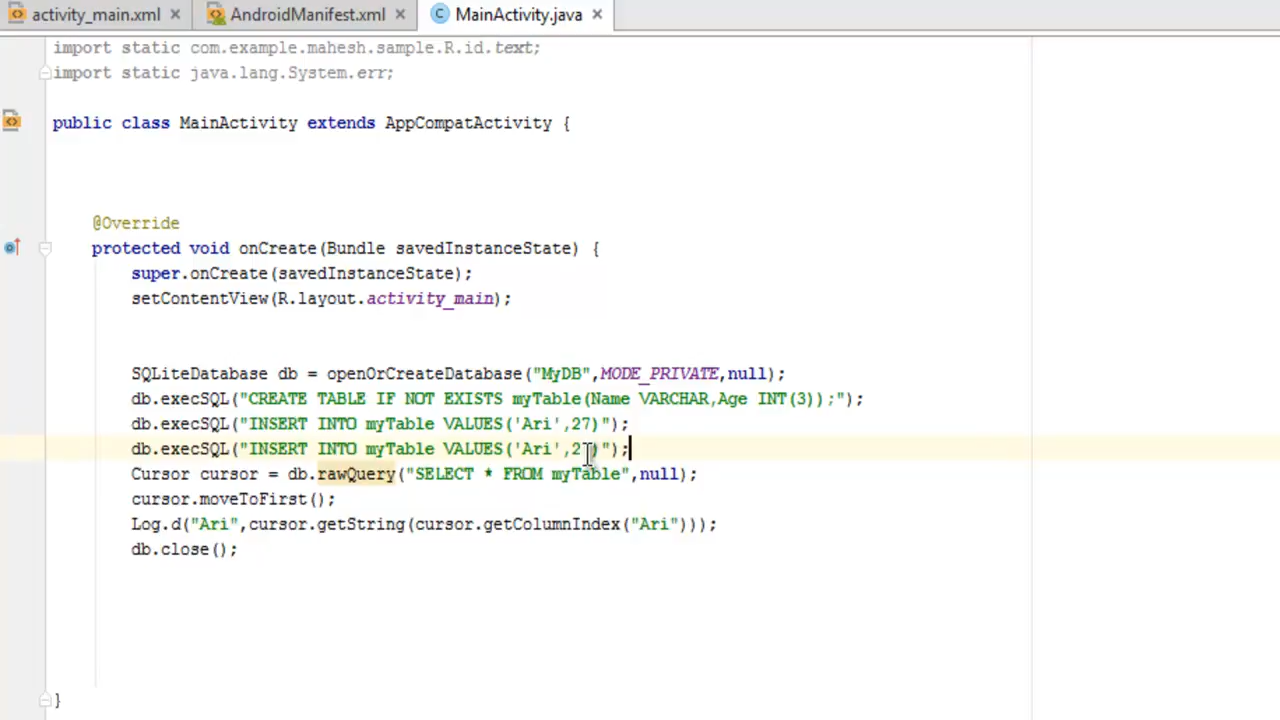 activity_main.xml AndroidManifest.xml MainActivity.java
import static com.example.mahesh.sample.R.id.text;
import static java.lang.System.err;
public class MainActivity extends AppCompatActivity {
@Override
protected void onCreate(Bundle savedInstanceState) {
super.onCreate(savedInstanceState);
setContentView(R.layout.activity_main);
SQLiteDatabase db = openOrCreateDatabase("MyDB",MODE_PRIVATE,null);
db.execSQL("CREATE TABLE IF NOT EXISTS myTable(Name VARCHAR,Age INT(3));");
db.execSQL("INSERT INTO myTable VALUES('Ari',27)");
db.execSQL("INSERT INTO myTable VALUES('Ari',27)");
Cursor cursor = db.rawQuery("SELECT * FROM myTable",null);
cursor.moveToFirst();
Log.d("Ari",cursor.getString(cursor.getColumnIndex("Ari")));
db.close();
}